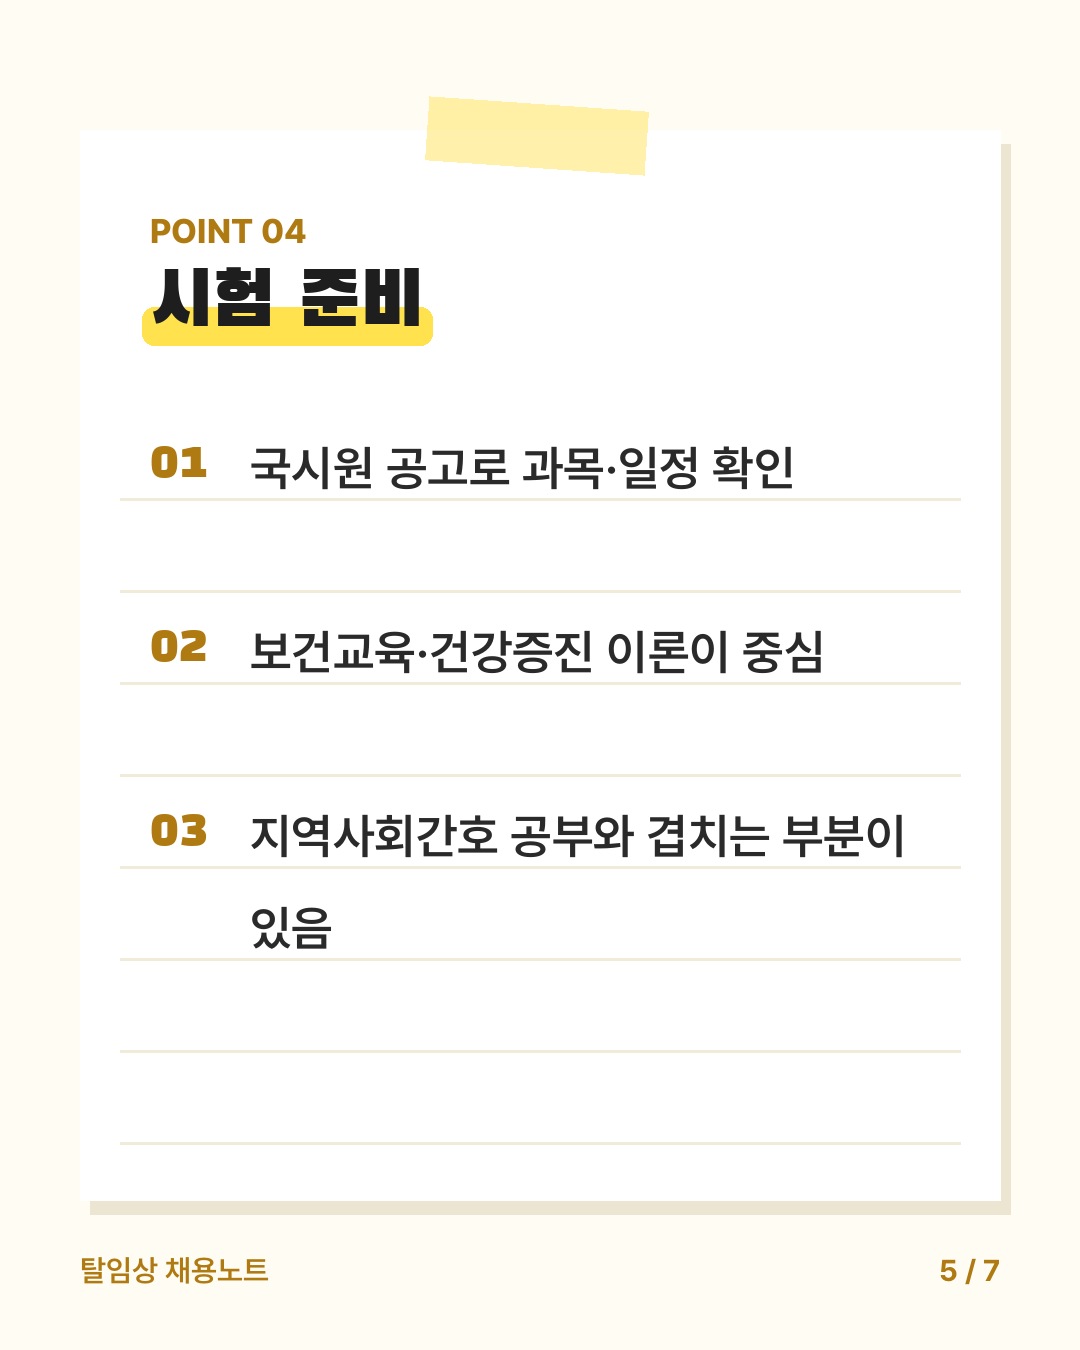 POINT 04
시험 준비
01 국시원 공고로 과목·일정 확인
02 보건교육·건강증진 이론이 중심
03 지역사회간호 공부와 겹치는 부분이
있음
탈임상 채용노트
5 / 7